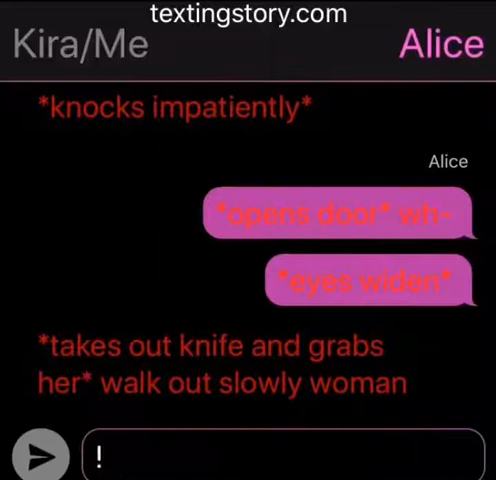 textingstory.com
Kira/Me
Alice
*knocks impatiently*
Alice
*opens door* wh-
*eyes widen*
*takes out knife and grabs
her* walk out slowly woman
!